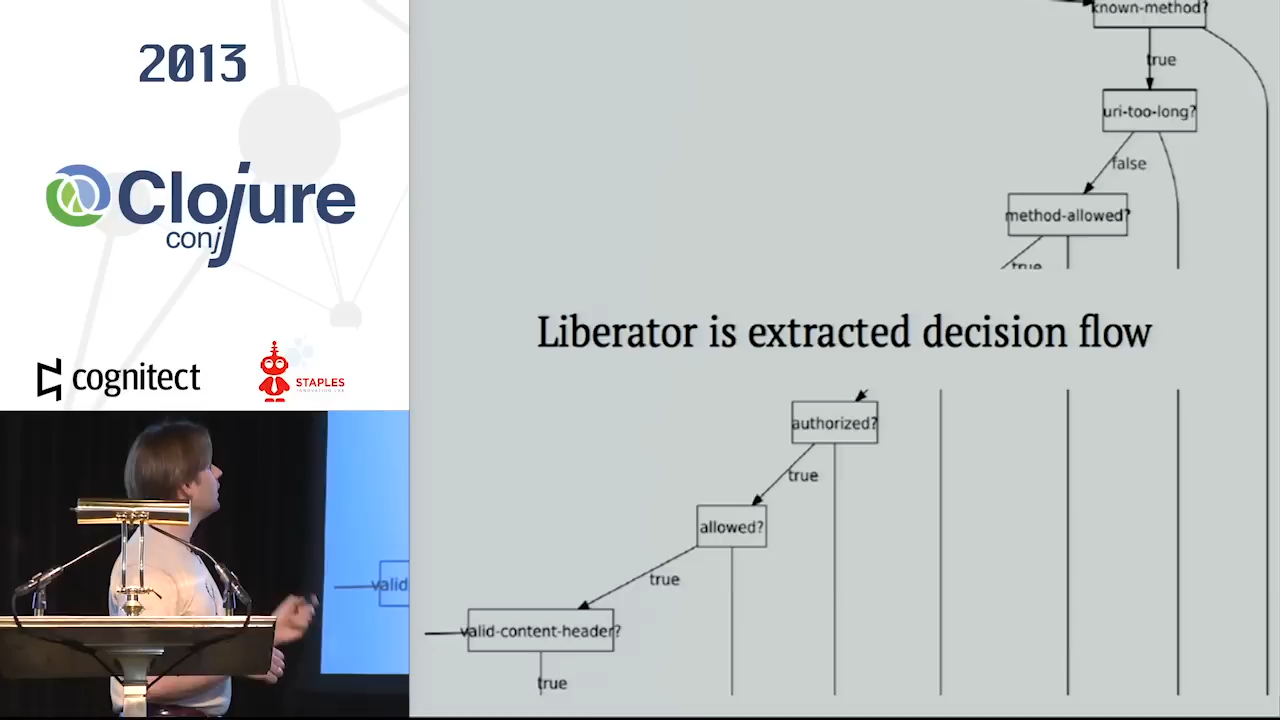 2013
Clojure
conj
cognitect
STAPLES
known-method?
true
uri-too-long?
false
method-allowed?
true
Liberator is extracted decision flow
authorized?
true
allowed?
true
valid-content-header?
true
valid